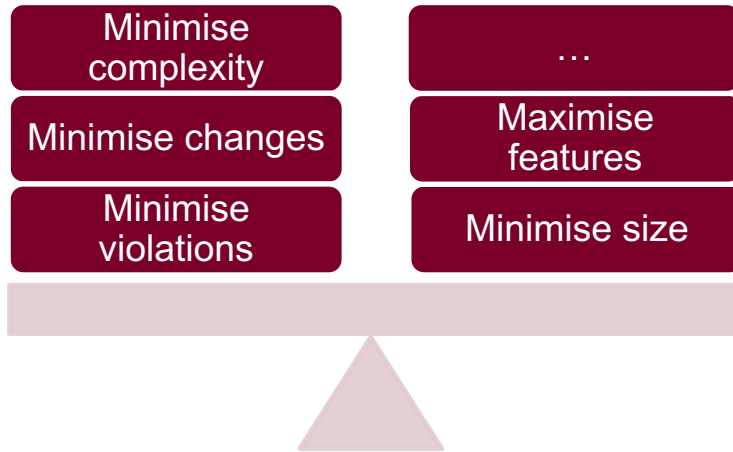 Minimise
complexity
Minimise changes
Minimise
violations
…
Maximise
features
Minimise size